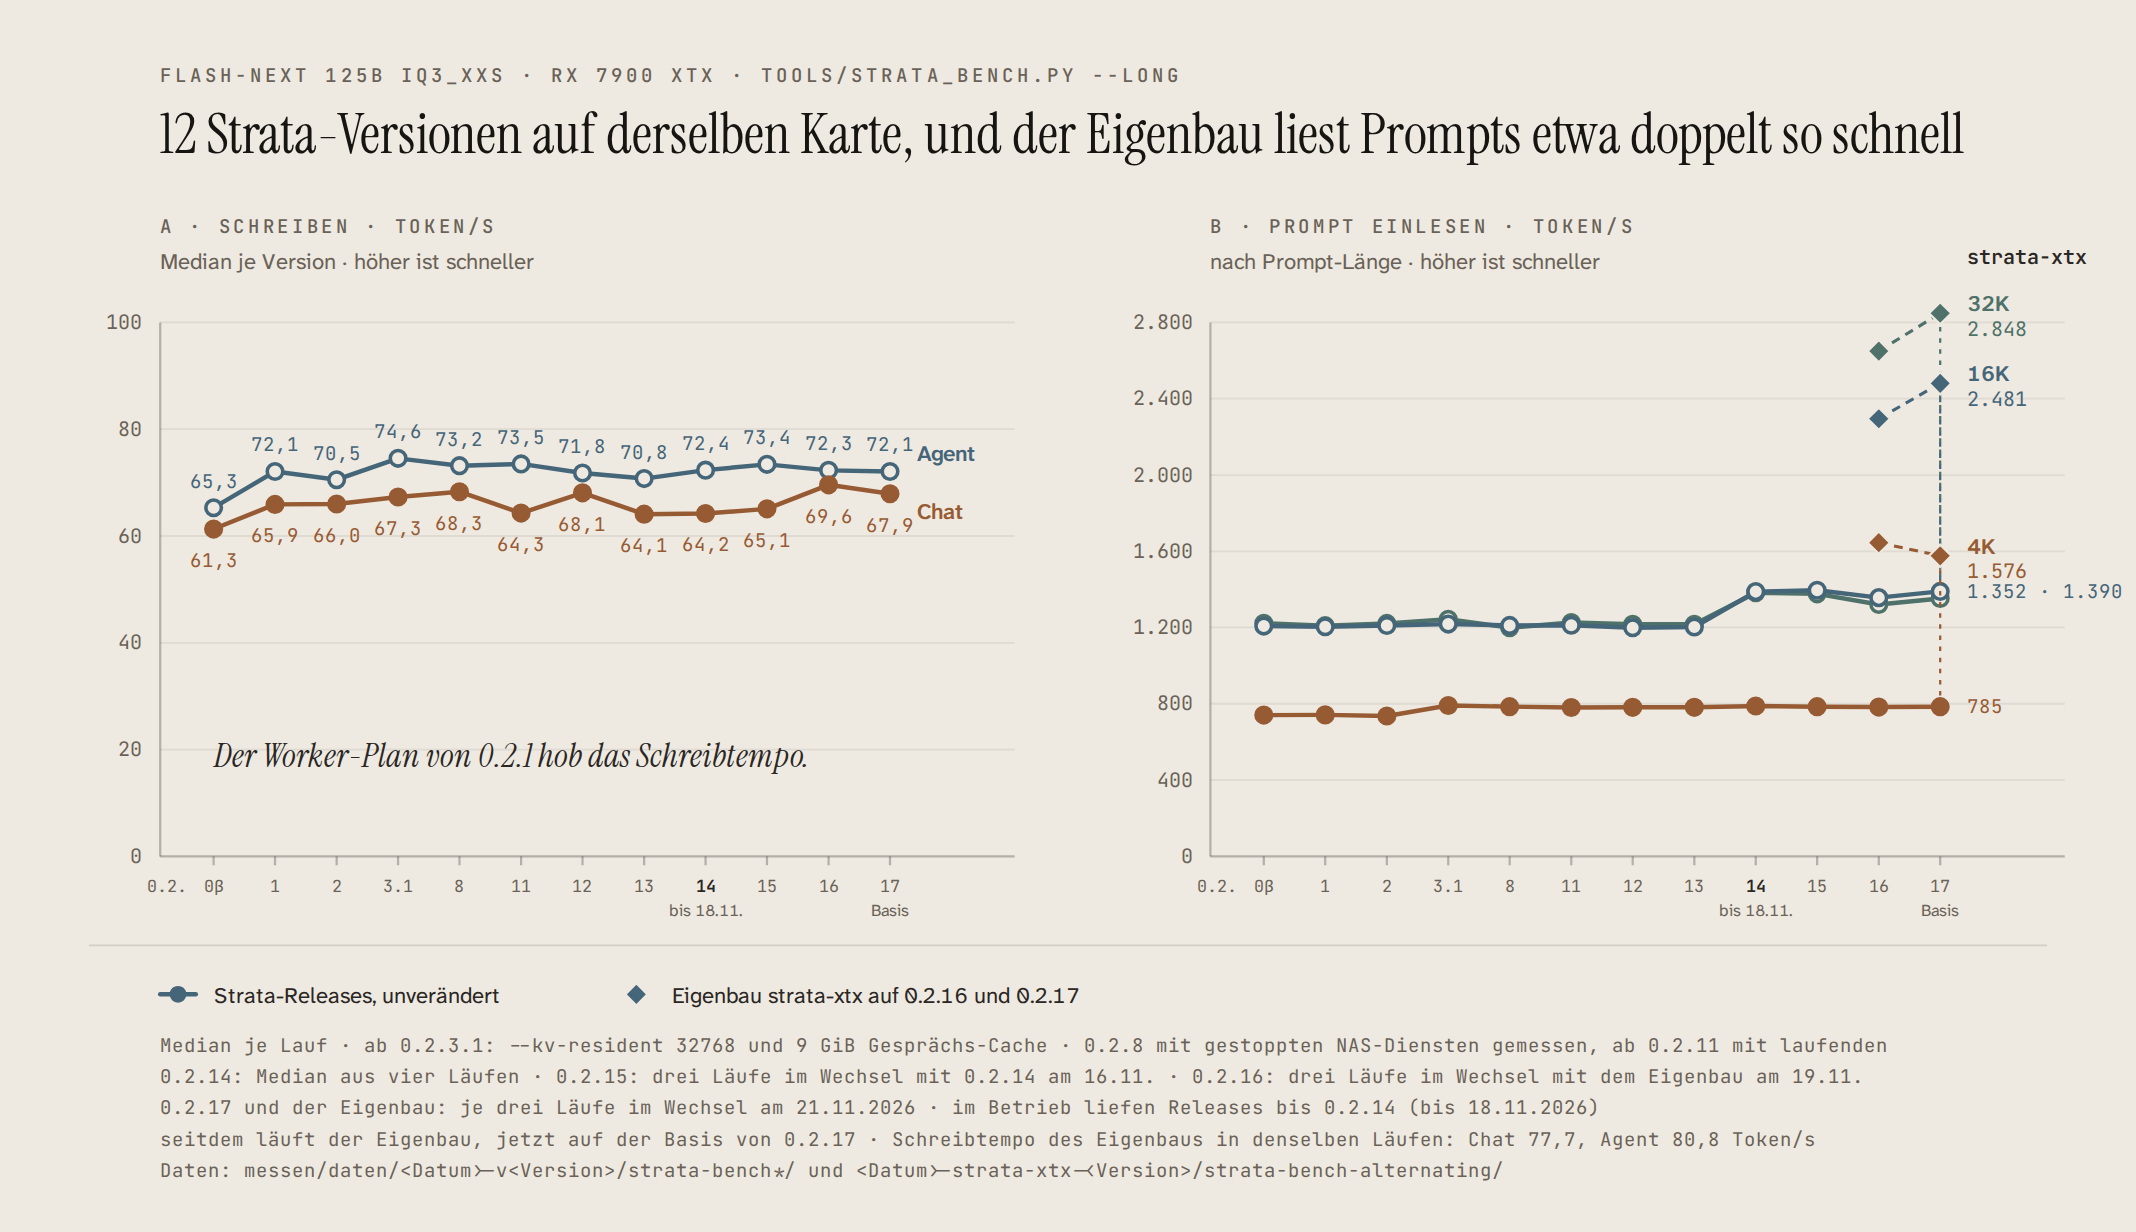 FLASH-NEXT 125B IQ3_XXS · RX 7900 XTX · TOOLS/STRATA_BENCH.PY --LONG
12 Strata-Versionen auf derselben Karte, und der Eigenbau liest Prompts etwa doppelt so schnell
A · SCHREIBEN · TOKEN/S
Median je Version · höher ist schneller
100
80
60
40
20
0
65,3
72,1
70,5
74,6
73,2
73,5
71,8
70,8
72,4
73,4
72,3
72,1
Agent
61,3
65,9
66,0
67,3
68,3
64,3
68,1
64,1
64,2
65,1
69,6
67,9
Chat
Der Worker-Plan von 0.2.1 hob das Schreibtempo.
0.2. 0β 1 2 3.1 8 11 12 13 14 15 16 17
bis 18.11. Basis
B · PROMPT EINLESEN · TOKEN/S
nach Prompt-Länge · höher ist schneller
strata-xtx
2.800
2.400
2.000
1.600
1.200
800
400
0
32K
2.848
16K
2.481
4K
1.576
1.352 · 1.390
785
0.2. 0β 1 2 3.1 8 11 12 13 14 15 16 17
bis 18.11. Basis
Strata-Releases, unverändert
Eigenbau strata-xtx auf 0.2.16 und 0.2.17
Median je Lauf · ab 0.2.3.1: --kv-resident 32768 und 9 GiB Gesprächs-Cache · 0.2.8 mit gestoppten NAS-Diensten gemessen, ab 0.2.11 mit laufenden
0.2.14: Median aus vier Läufen · 0.2.15: drei Läufe im Wechsel mit 0.2.14 am 16.11. · 0.2.16: drei Läufe im Wechsel mit dem Eigenbau am 19.11.
0.2.17 und der Eigenbau: je drei Läufe im Wechsel am 21.11.2026 · im Betrieb liefen Releases bis 0.2.14 (bis 18.11.2026)
seitdem läuft der Eigenbau, jetzt auf der Basis von 0.2.17 · Schreibtempo des Eigenbaus in denselben Läufen: Chat 77,7, Agent 80,8 Token/s
Daten: messen/daten/<Datum>-v<Version>/strata-bench*/ und <Datum>-strata-xtx-<Version>/strata-bench-alternating/